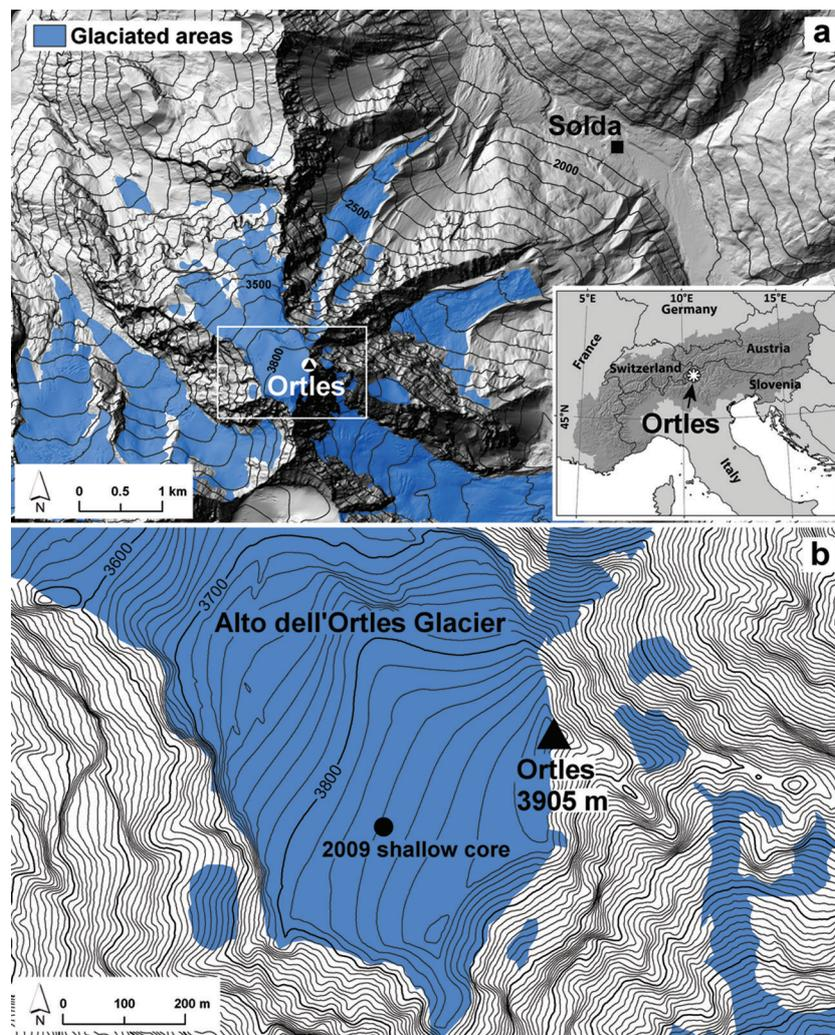 Glaciated areas
a
Solda
2000
2500
3500
3800
Ortles
N
0 0.5 1 km
5°E 10°E 15°E
Germany
France
Austria
Switzerland
Slovenia
45°N
Ortles
Italy
b
3600
3700
Alto dell'Ortles Glacier
3800
Ortles
3905 m
2009 shallow core
N
0 100 200 m